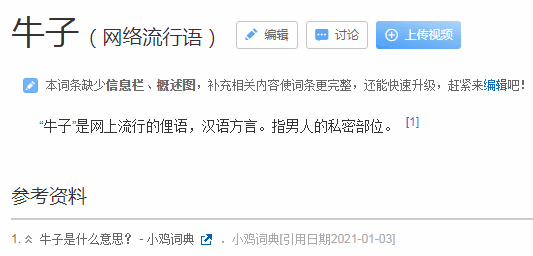 牛子（网络流行语） 编辑 讨论 上传视频
本词条缺少信息栏、概述图，补充相关内容使词条更完整，还能快速升级，赶紧来编辑吧！
“牛子”是网上流行的俚语，汉语方言。指男人的私密部位。 [1]
参考资料
1. 牛子是什么意思？ - 小鸡词典 ．小鸡词典[引用日期2021-01-03]